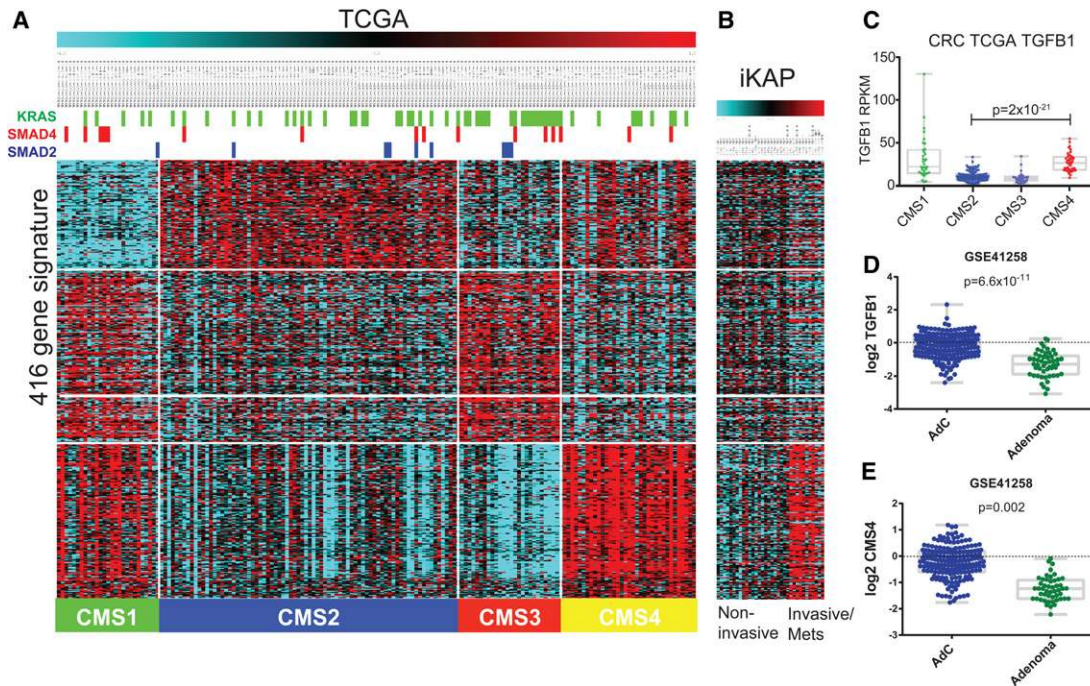 A
TCGA
KRAS
SMAD4
SMAD2
416 gene signature
CMS1
CMS2
CMS3
CMS4
B
iKAP
Non-
invasive
Invasive/
Mets
C
CRC TCGA TGFB1
TGFB1 RPKM
150
100
50
0
p=2x10⁻²¹
CMS1
CMS2
CMS3
CMS4
D
GSE41258
p=6.6x10⁻¹¹
log2 TGFB1
4
2
0
-2
-4
AdC
Adenoma
E
GSE41258
p=0.002
log2 CMS4
2
1
0
-1
-2
-3
AdC
Adenoma